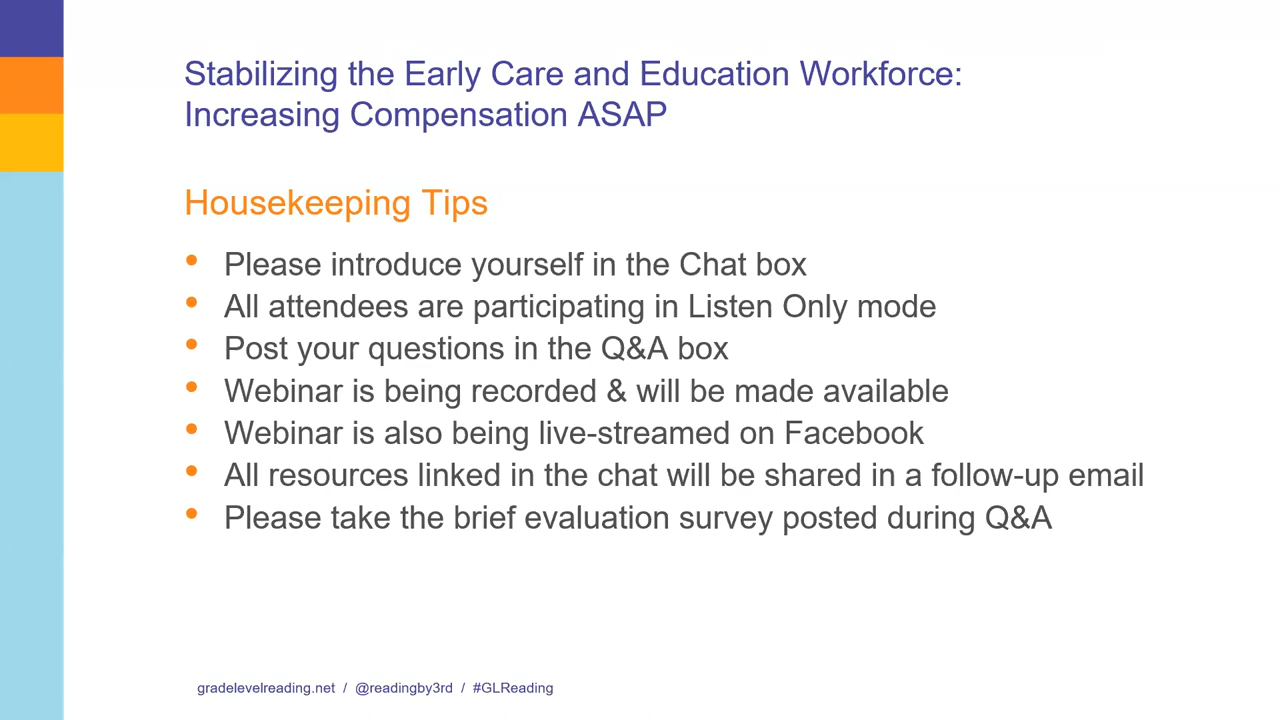 Stabilizing the Early Care and Education Workforce:
Increasing Compensation ASAP
Housekeeping Tips
• Please introduce yourself in the Chat box
• All attendees are participating in Listen Only mode
• Post your questions in the Q&A box
• Webinar is being recorded & will be made available
• Webinar is also being live-streamed on Facebook
• All resources linked in the chat will be shared in a follow-up email
• Please take the brief evaluation survey posted during Q&A
gradelevelreading.net / @readingby3rd / #GLReading